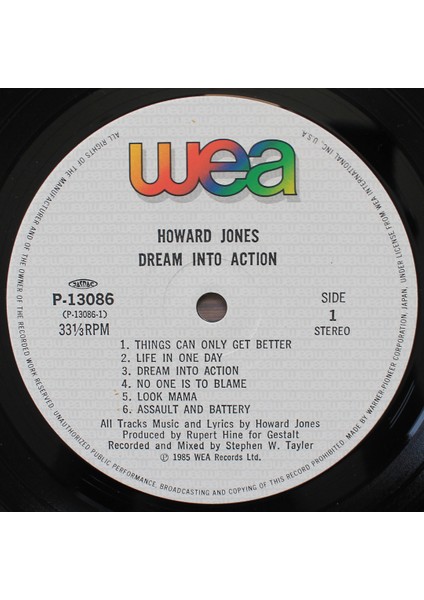 wea
HOWARD JONES
DREAM INTO ACTION
JASRAC
P-13086
(P-13086-1)
33⅓RPM
SIDE
1
STEREO
1. THINGS CAN ONLY GET BETTER
2. LIFE IN ONE DAY
3. DREAM INTO ACTION
4. NO ONE IS TO BLAME
5. LOOK MAMA
6. ASSAULT AND BATTERY
All Tracks Music and Lyrics by Howard Jones
Produced by Rupert Hine for Gestalt
Recorded and Mixed by Stephen W. Tayler
Ⓟ 1985 WEA Records Ltd.
ALL RIGHTS OF THE MANUFACTURER AND OF THE OWNER OF THE RECORDED WORK RESERVED. UNAUTHORIZED PUBLIC PERFORMANCE, BROADCASTING AND COPYING OF THIS RECORD PROHIBITED. MADE BY WARNER-PIONEER CORPORATION, JAPAN, UNDER LICENSE FROM WEA INTERNATIONAL INC., U.S.A.